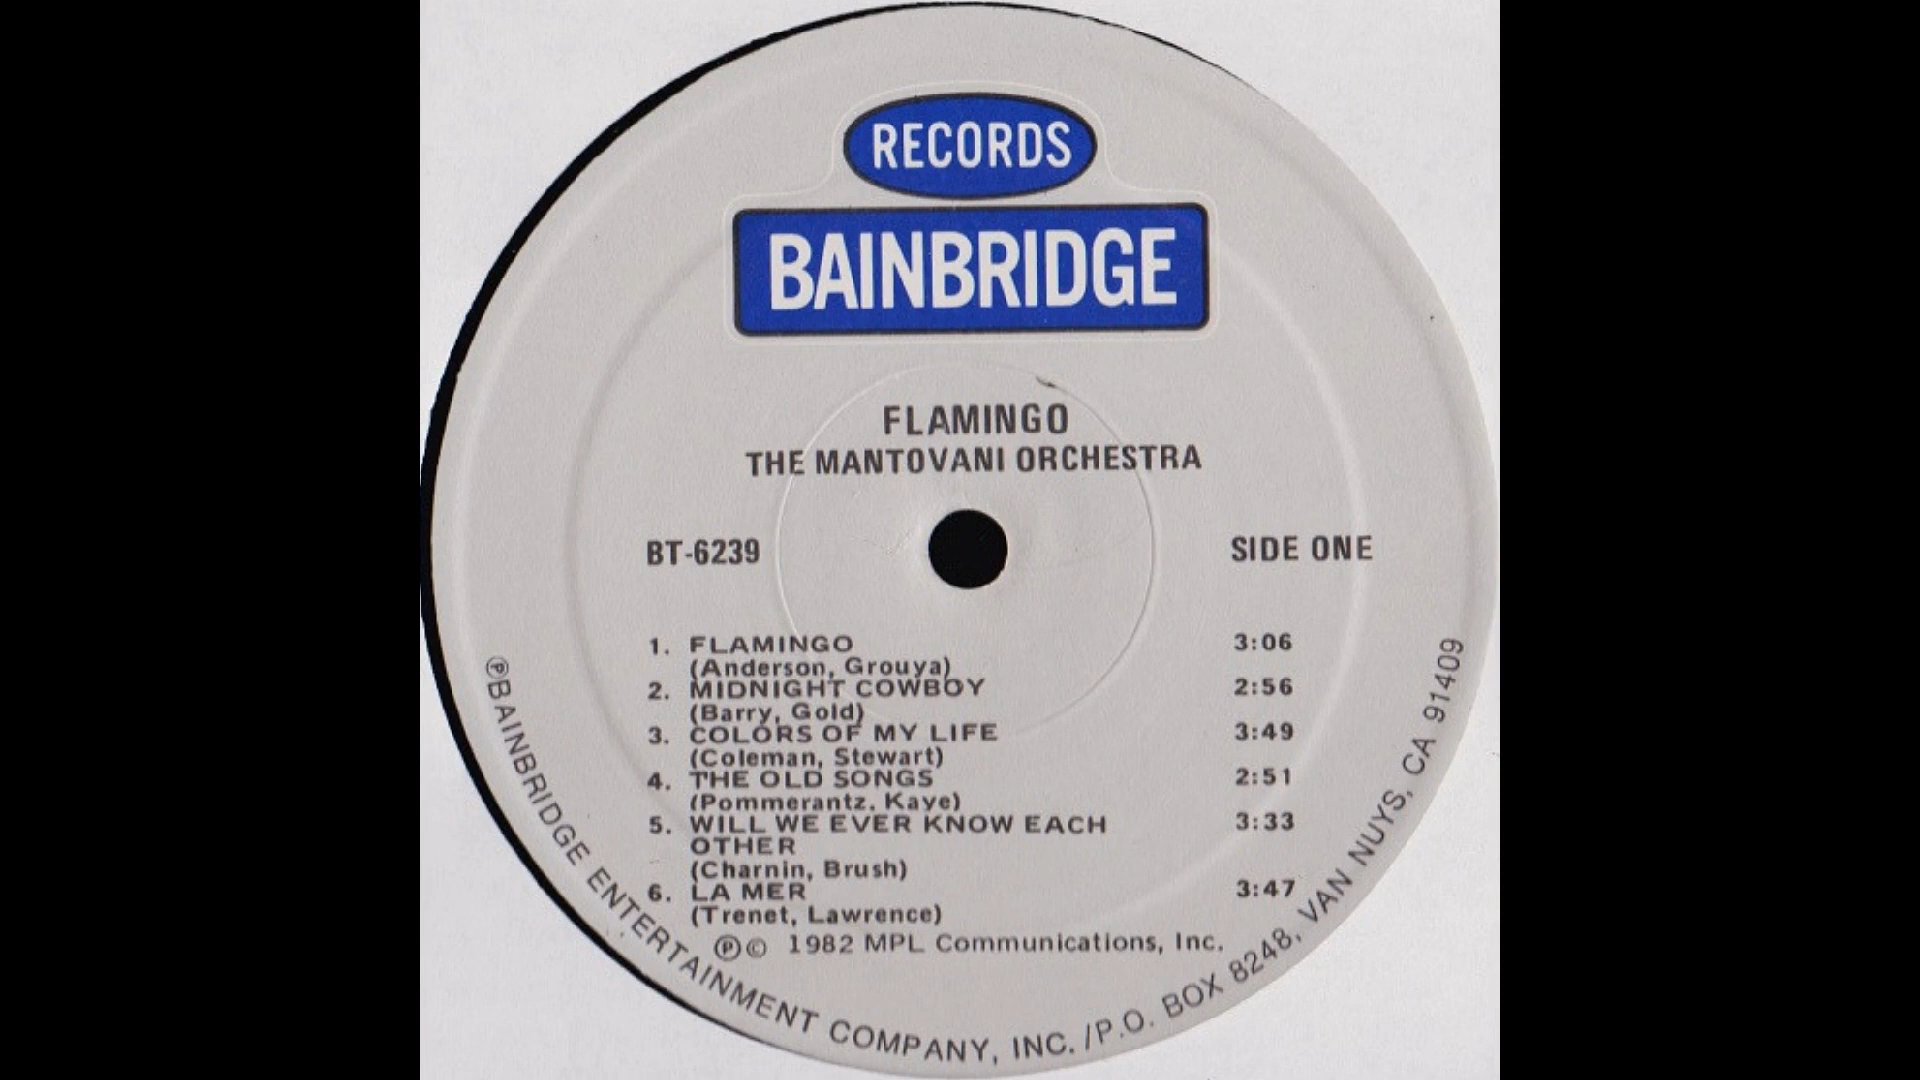 RECORDS
BAINBRIDGE
FLAMINGO
THE MANTOVANI ORCHESTRA
BT-6239 SIDE ONE
1. FLAMINGO 3:06
(Anderson, Grouya)
2. MIDNIGHT COWBOY 2:56
(Barry, Gold)
3. COLORS OF MY LIFE 3:49
(Coleman, Stewart)
4. THE OLD SONGS 2:51
(Pommerantz, Kaye)
5. WILL WE EVER KNOW EACH 3:33
OTHER
(Charnin, Brush)
6. LA MER 3:47
(Trenet, Lawrence)
℗© 1982 MPL Communications, Inc.
℗BAINBRIDGE ENTERTAINMENT COMPANY, INC. /P.O. BOX 8248, VAN NUYS, CA 91409